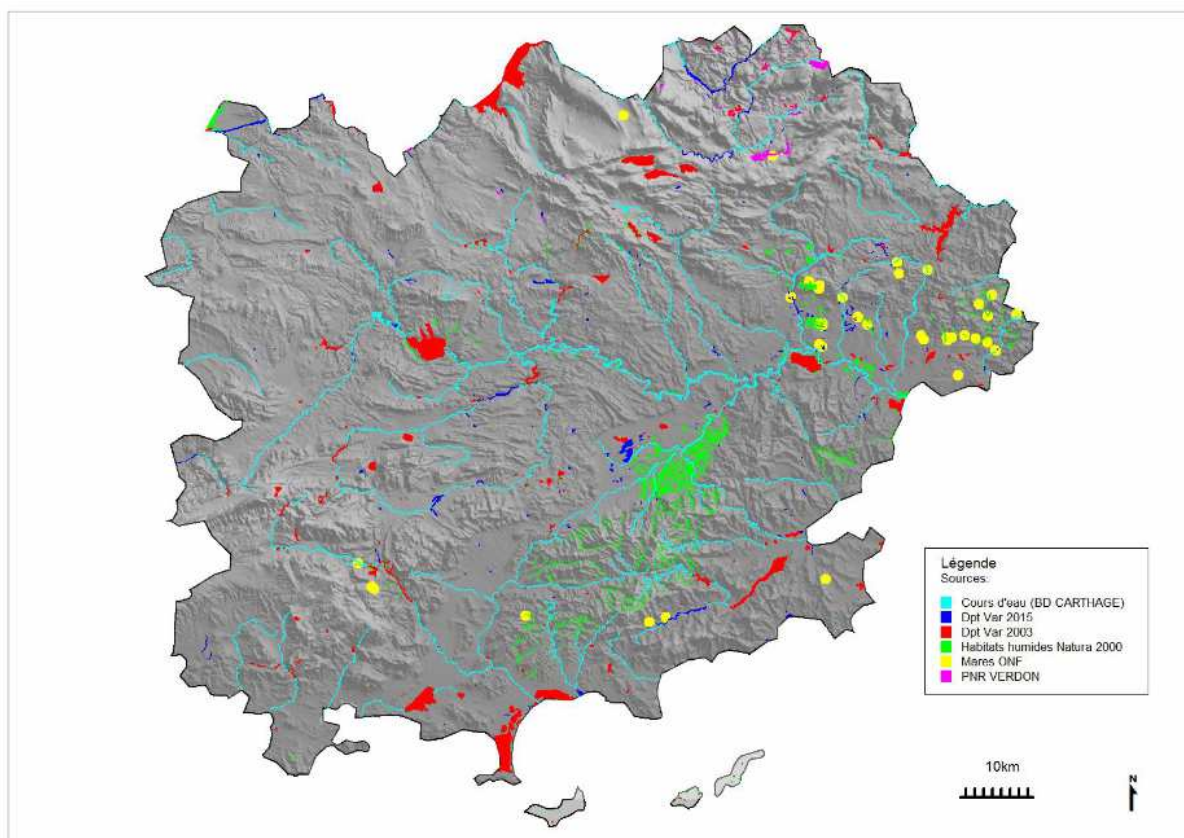 Légende
Sources:
Cours d'eau (BD CARTHAGE)
Dpt Var 2015
Dpt Var 2003
Habitats humides Natura 2000
Mares ONF
PNR VERDON
10km
N